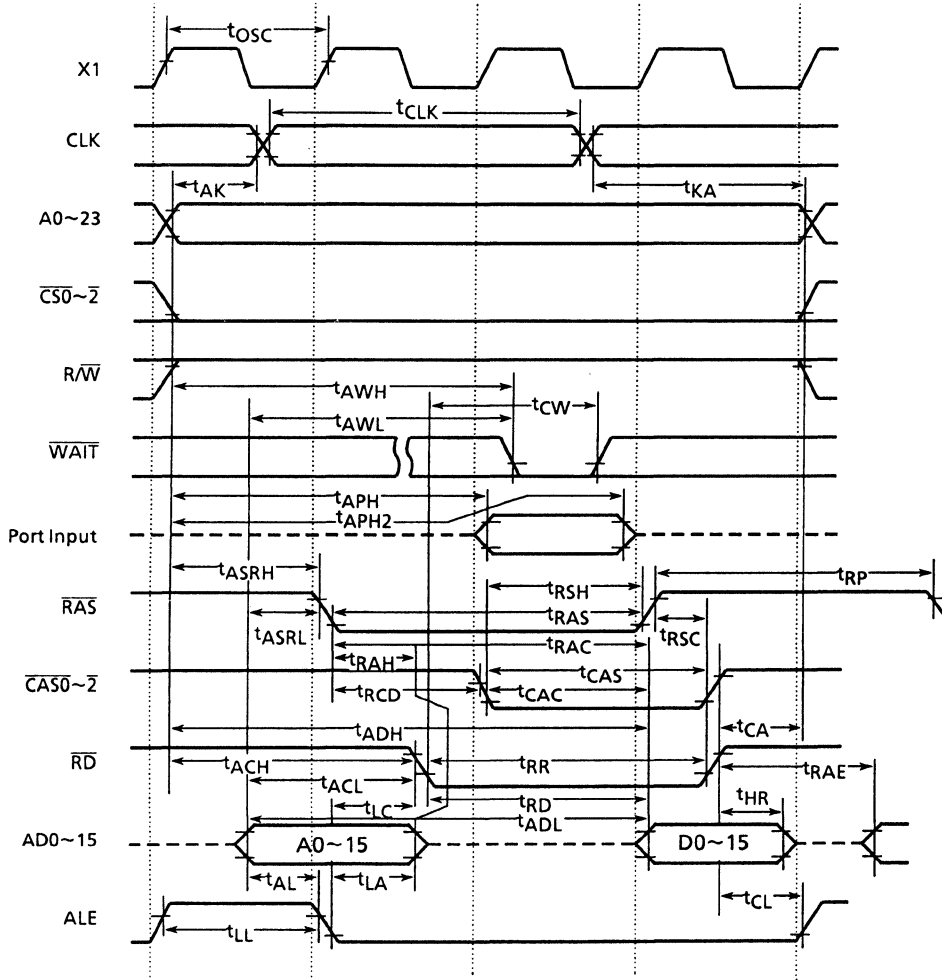 tOSC
X1
tCLK
CLK
tAK
tKA
A0~23
CS0~2
R/W
tAWH
tCW
tAWL
WAIT
tAPH
tAPH2
Port Input
tASRH
tRP
tRSH
RAS
tRAS
tASRL
tRSC
tRAC
tRAH
tCAS
CAS0~2
tRCD
tCAC
tADH
tCA
RD
tACH
tRR
tRAE
tACL
tRD
tHR
tLC
tADL
AD0~15
A0~15
D0~15
tAL
tLA
tCL
ALE
tLL